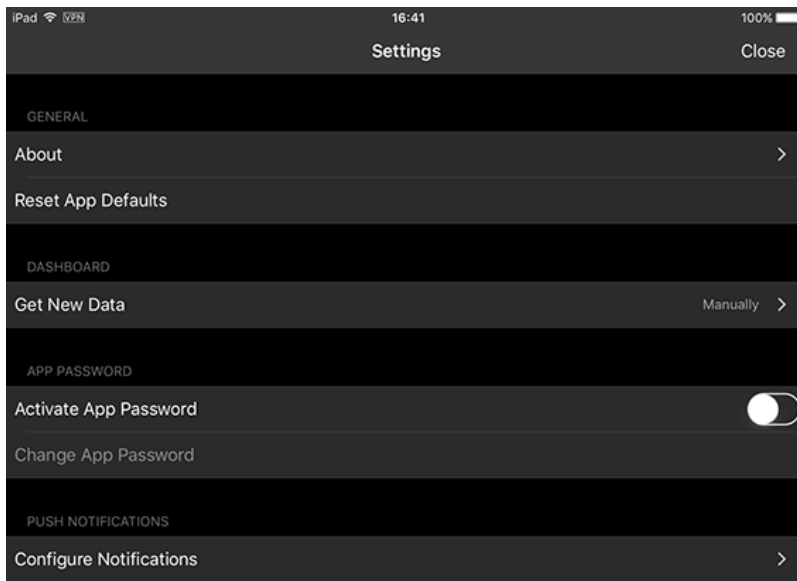 iPad VPN 16:41 100%
Settings Close
GENERAL
About
Reset App Defaults
DASHBOARD
Get New Data Manually
APP PASSWORD
Activate App Password
Change App Password
PUSH NOTIFICATIONS
Configure Notifications